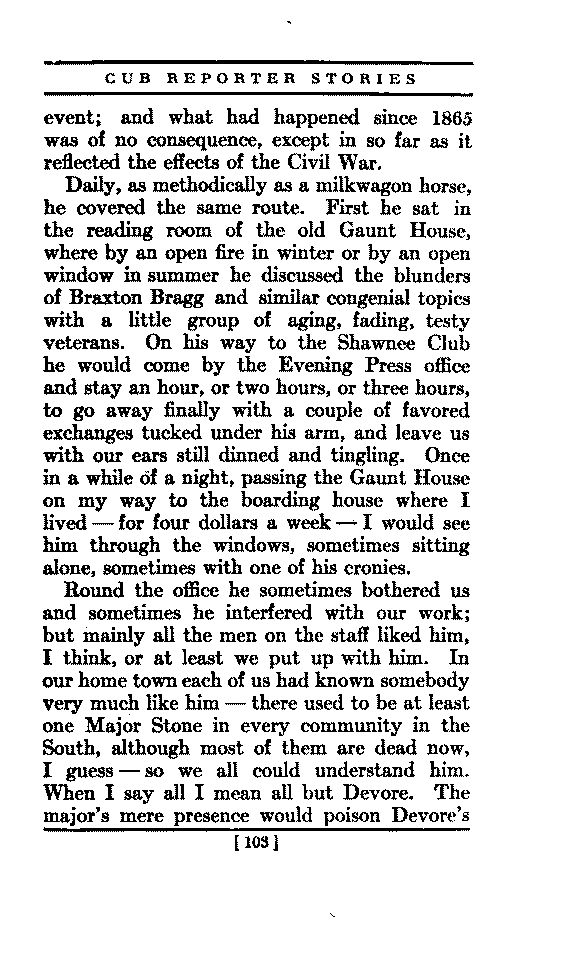 CUB REPORTER STORIES
event; and what had happened since 1865
was of no consequence, except in so far as it
reflected the effects of the Civil War.
Daily, as methodically as a milkwagon horse,
he covered the same route. First he sat in
the reading room of the old Gaunt House,
where by an open fire in winter or by an open
window in summer he discussed the blunders
of Braxton Bragg and similar congenial topics
with a little group of aging, fading, testy
veterans. On his way to the Shawnee Club
he would come by the Evening Press office
and stay an hour, or two hours, or three hours,
to go away finally with a couple of favored
exchanges tucked under his arm, and leave us
with our ears still dinned and tingling. Once
in a while of a night, passing the Gaunt House
on my way to the boarding house where I
lived — for four dollars a week — I would see
him through the windows, sometimes sitting
alone, sometimes with one of his cronies.
Round the office he sometimes bothered us
and sometimes he interfered with our work;
but mainly all the men on the staff liked him,
I think, or at least we put up with him. In
our home town each of us had known somebody
very much like him — there used to be at least
one Major Stone in every community in the
South, although most of them are dead now,
I guess — so we all could understand him.
When I say all I mean all but Devore. The
major's mere presence would poison Devore's
[ 103 ]